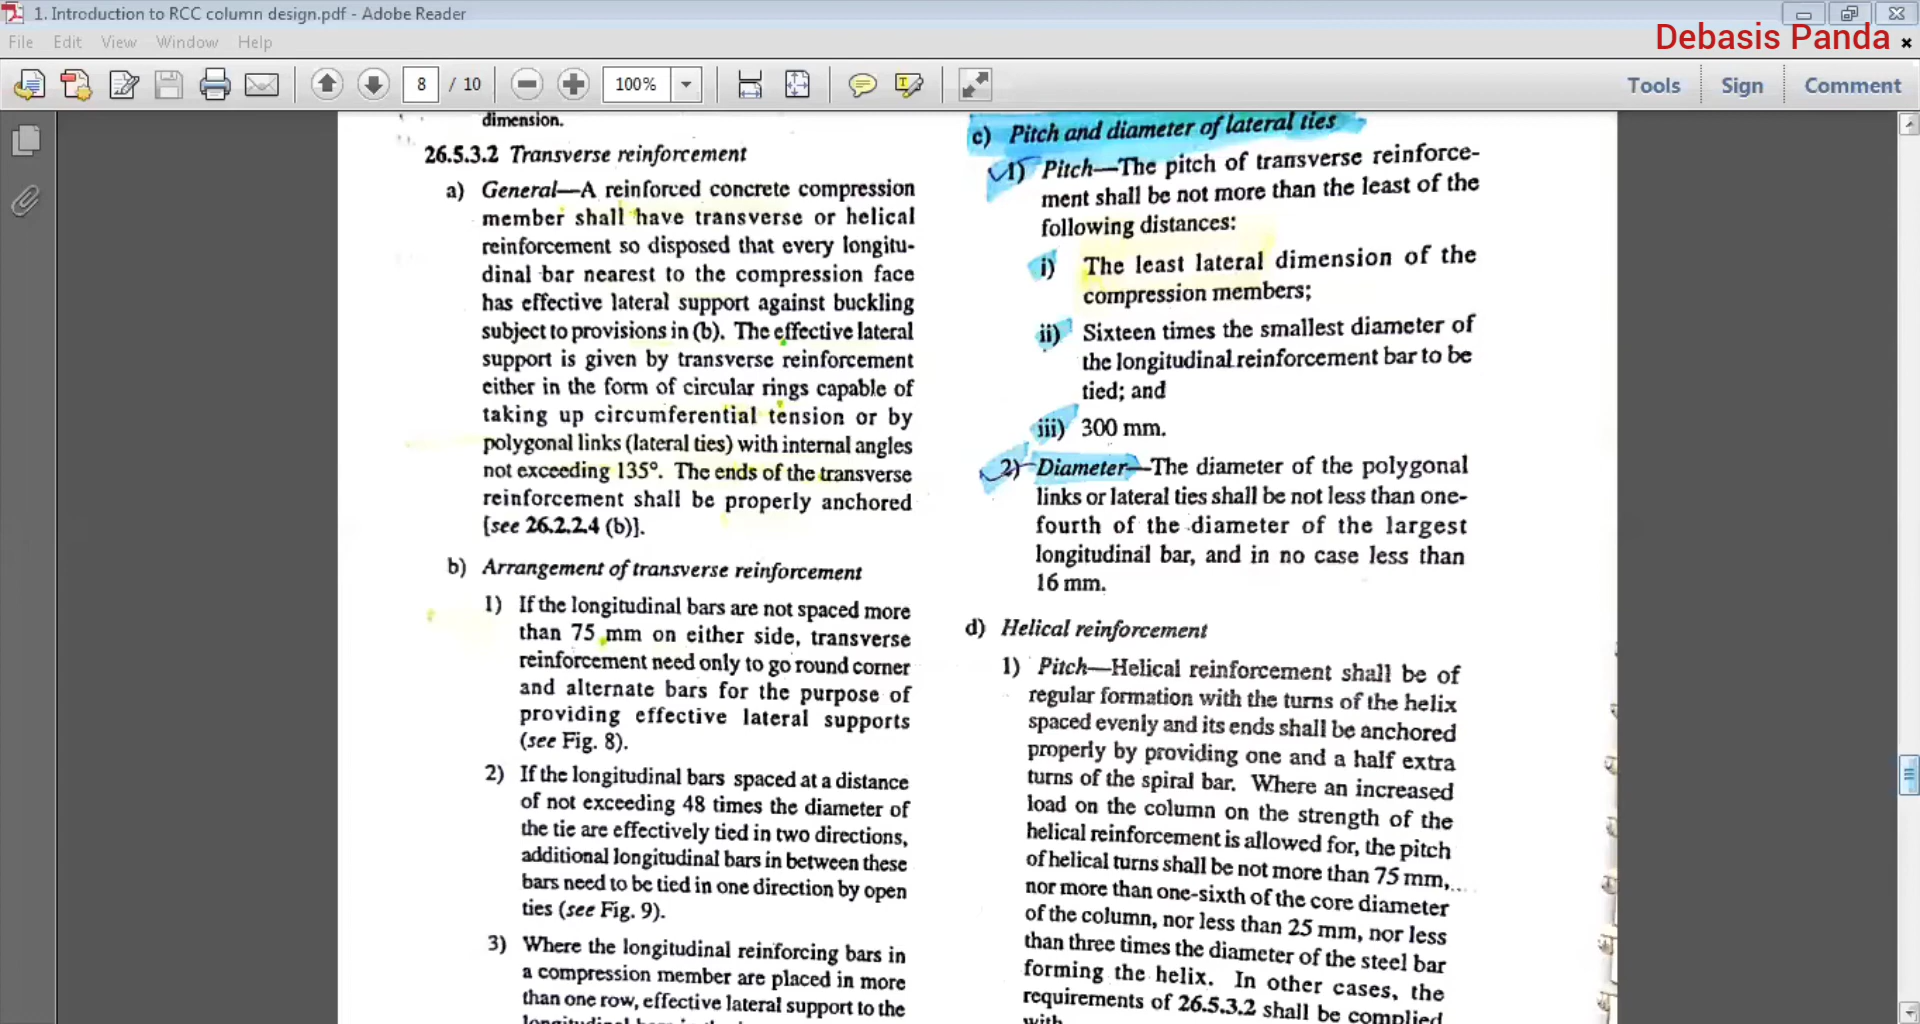 1. Introduction to RCC column design.pdf - Adobe Reader
File Edit View Window Help
Debasis Panda
8 / 10
100%
Tools Sign Comment
dimension.
26.5.3.2 Transverse reinforcement
a) General—A reinforced concrete compression
member shall have transverse or helical
reinforcement so disposed that every longitu-
dinal bar nearest to the compression face
has effective lateral support against buckling
subject to provisions in (b). The effective lateral
support is given by transverse reinforcement
either in the form of circular rings capable of
taking up circumferential tension or by
polygonal links (lateral ties) with internal angles
not exceeding 135°. The ends of the transverse
reinforcement shall be properly anchored
[see 26.2.2.4 (b)].
b) Arrangement of transverse reinforcement
1) If the longitudinal bars are not spaced more
than 75 mm on either side, transverse
reinforcement need only to go round corner
and alternate bars for the purpose of
providing effective lateral supports
(see Fig. 8).
2) If the longitudinal bars spaced at a distance
of not exceeding 48 times the diameter of
the tie are effectively tied in two directions,
additional longitudinal bars in between these
bars need to be tied in one direction by open
ties (see Fig. 9).
3) Where the longitudinal reinforcing bars in
a compression member are placed in more
than one row, effective lateral support to the
c) Pitch and diameter of lateral ties
1) Pitch—The pitch of transverse reinforce-
ment shall be not more than the least of the
following distances:
i) The least lateral dimension of the
compression members;
ii) Sixteen times the smallest diameter of
the longitudinal reinforcement bar to be
tied; and
iii) 300 mm.
2) Diameter—The diameter of the polygonal
links or lateral ties shall be not less than one-
fourth of the diameter of the largest
longitudinal bar, and in no case less than
16 mm.
d) Helical reinforcement
1) Pitch—Helical reinforcement shall be of
regular formation with the turns of the helix
spaced evenly and its ends shall be anchored
properly by providing one and a half extra
turns of the spiral bar. Where an increased
load on the column on the strength of the
helical reinforcement is allowed for, the pitch
of helical turns shall be not more than 75 mm,
nor more than one-sixth of the core diameter
of the column, nor less than 25 mm, nor less
than three times the diameter of the steel bar
forming the helix. In other cases, the
requirements of 26.5.3.2 shall be complied
with